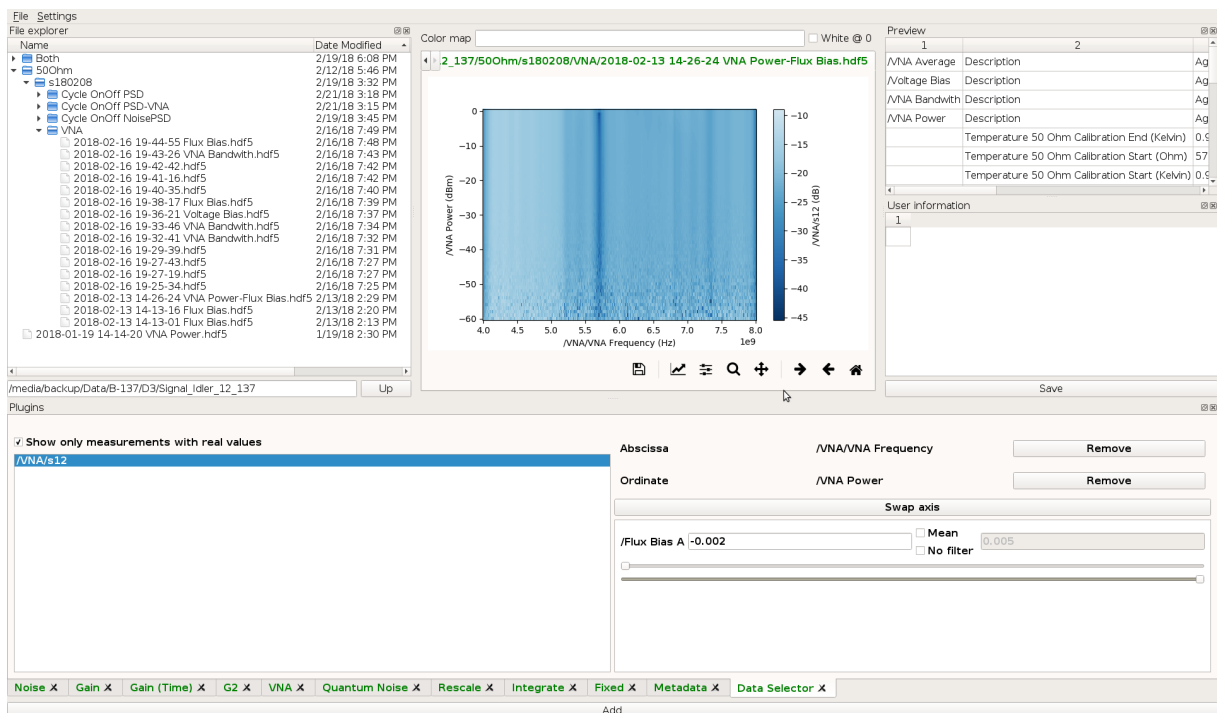 File Settings
File explorer
Name Date Modified
Both 2/19/18 6:08 PM
50Ohm 2/12/18 5:46 PM
s180208 2/19/18 3:32 PM
Cycle OnOff PSD 2/21/18 3:18 PM
Cycle OnOff PSD-VNA 2/21/18 3:15 PM
Cycle OnOff NoisePSD 2/19/18 3:45 PM
VNA 2/16/18 7:49 PM
2018-02-16 19-44-55 Flux Bias.hdf5 2/16/18 7:48 PM
2018-02-16 19-43-26 VNA Bandwith.hdf5 2/16/18 7:43 PM
2018-02-16 19-42-42.hdf5 2/16/18 7:42 PM
2018-02-16 19-41-16.hdf5 2/16/18 7:42 PM
2018-02-16 19-40-35.hdf5 2/16/18 7:40 PM
2018-02-16 19-38-17 Flux Bias.hdf5 2/16/18 7:39 PM
2018-02-16 19-36-21 Voltage Bias.hdf5 2/16/18 7:37 PM
2018-02-16 19-33-46 VNA Bandwith.hdf5 2/16/18 7:34 PM
2018-02-16 19-32-41 VNA Bandwith.hdf5 2/16/18 7:32 PM
2018-02-16 19-29-39.hdf5 2/16/18 7:31 PM
2018-02-16 19-27-43.hdf5 2/16/18 7:27 PM
2018-02-16 19-27-19.hdf5 2/16/18 7:27 PM
2018-02-16 19-25-34.hdf5 2/16/18 7:25 PM
2018-02-13 14-26-24 VNA Power-Flux Bias.hdf5 2/13/18 2:29 PM
2018-02-13 14-13-16 Flux Bias.hdf5 2/13/18 2:20 PM
2018-02-13 14-13-01 Flux Bias.hdf5 2/13/18 2:13 PM
2018-01-19 14-14-20 VNA Power.hdf5 1/19/18 2:30 PM
/media/backup/Data/B-137/D3/Signal_Idler_12_137 Up
Color map White @ 0
2_137/50Ohm/s180208/VNA/2018-02-13 14-26-24 VNA Power-Flux Bias.hdf5
0
−10
−20
−30
−40
−50
−60
/VNA Power (dBm)
4.0 4.5 5.0 5.5 6.0 6.5 7.0 7.5 8.0
/VNA/VNA Frequency (Hz) 1e9
−10
−15
−20
−25
−30
−35
−40
−45
/VNA/s12 (dB)
Preview
1 2
/VNA Average Description Ag
/Voltage Bias Description Ag
/VNA Bandwith Description Ag
/VNA Power Description Ag
Temperature 50 Ohm Calibration End (Kelvin) 0.9
Temperature 50 Ohm Calibration Start (Ohm) 57
Temperature 50 Ohm Calibration Start (Kelvin) 0.9
User information
1
Save
Plugins
Show only measurements with real values
/VNA/s12
Abscissa /VNA/VNA Frequency Remove
Ordinate /VNA Power Remove
Swap axis
/Flux Bias A -0.002 Mean
No filter 0.005
Noise Gain Gain (Time) G2 VNA Quantum Noise Rescale Integrate Fixed Metadata Data Selector
Add